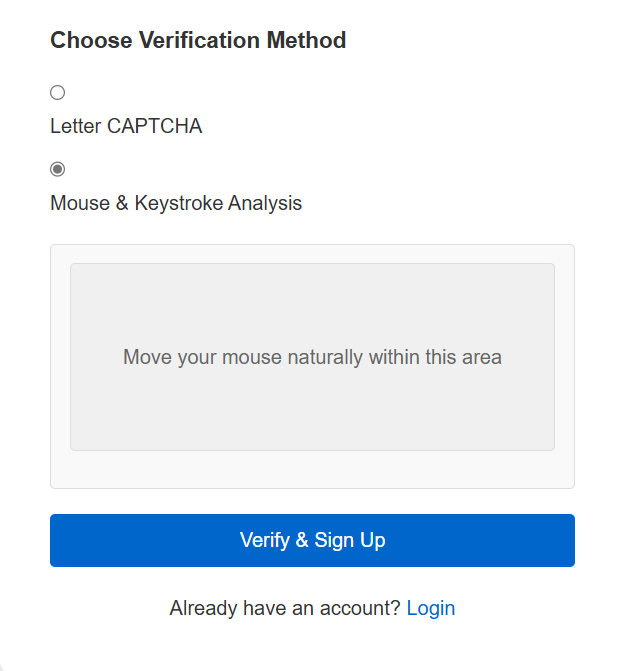 Choose Verification Method
Letter CAPTCHA
Mouse & Keystroke Analysis
Move your mouse naturally within this area
Verify & Sign Up
Already have an account? Login